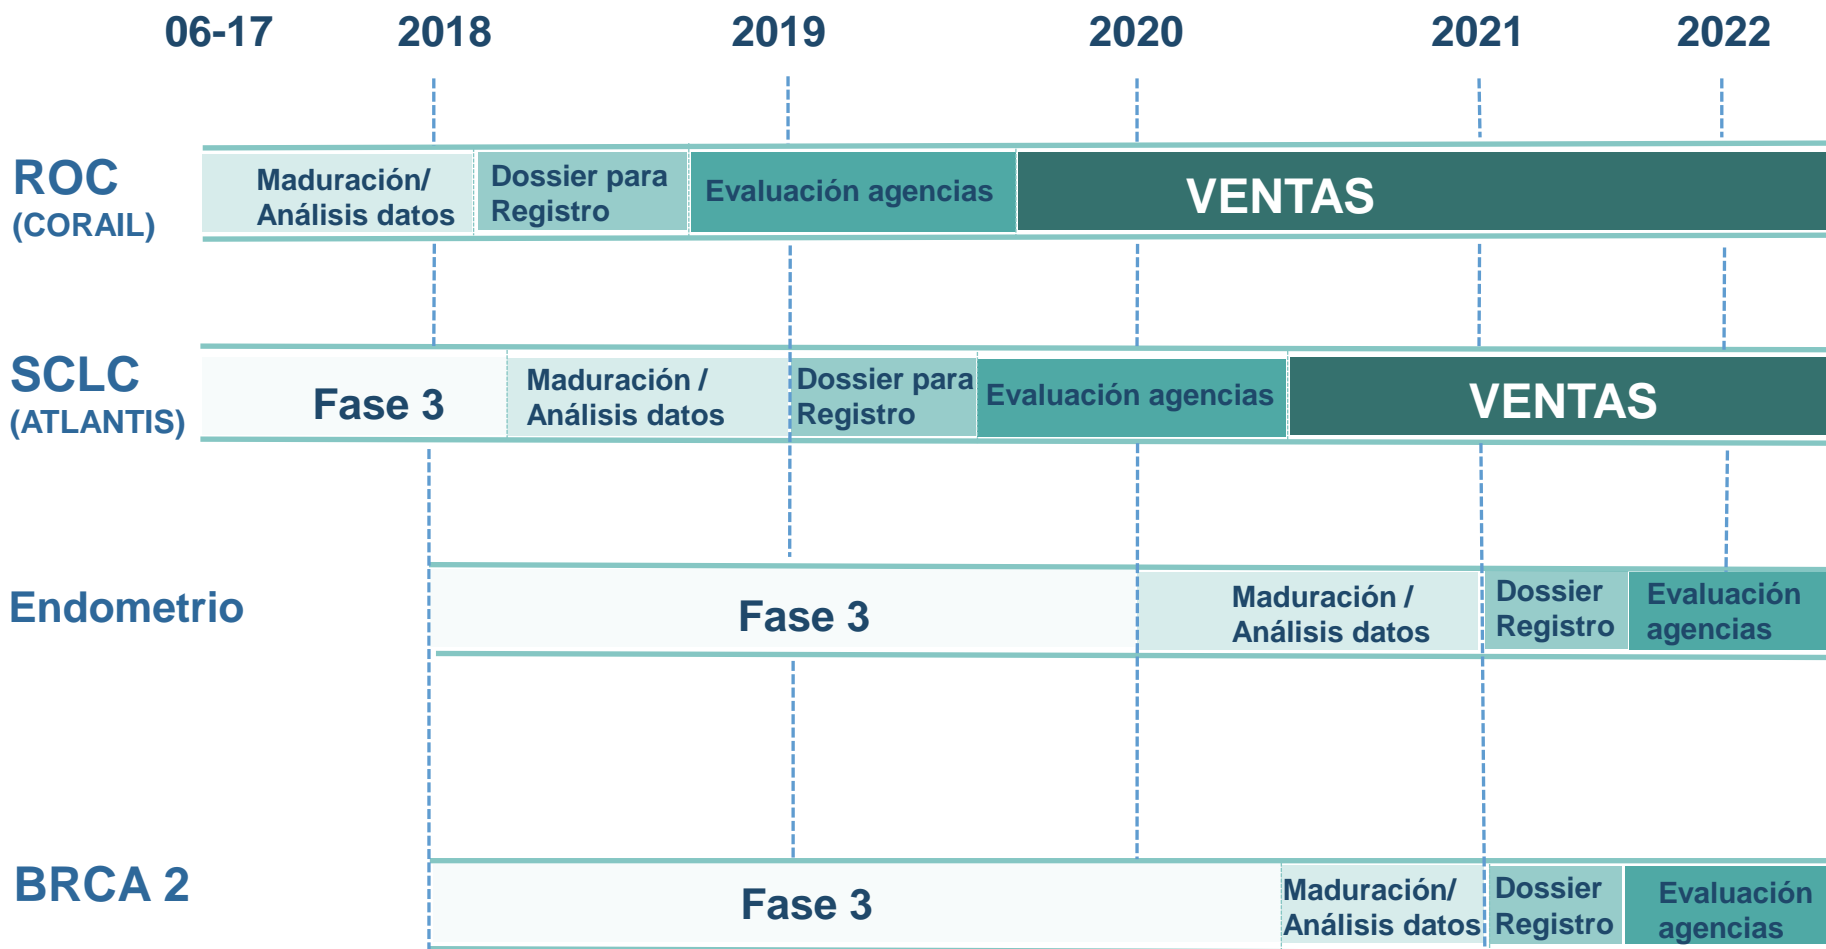 06-17 2018 2019 2020 2021 2022
ROC
(CORAIL)
Maduración/
Análisis datos
Dossier para
Registro
Evaluación agencias
VENTAS
SCLC
(ATLANTIS)
Fase 3
Maduración /
Análisis datos
Dossier para
Registro
Evaluación agencias
VENTAS
Endometrio
Fase 3
Maduración /
Análisis datos
Dossier
Registro
Evaluación
agencias
BRCA 2
Fase 3
Maduración/
Análisis datos
Dossier
Registro
Evaluación
agencias